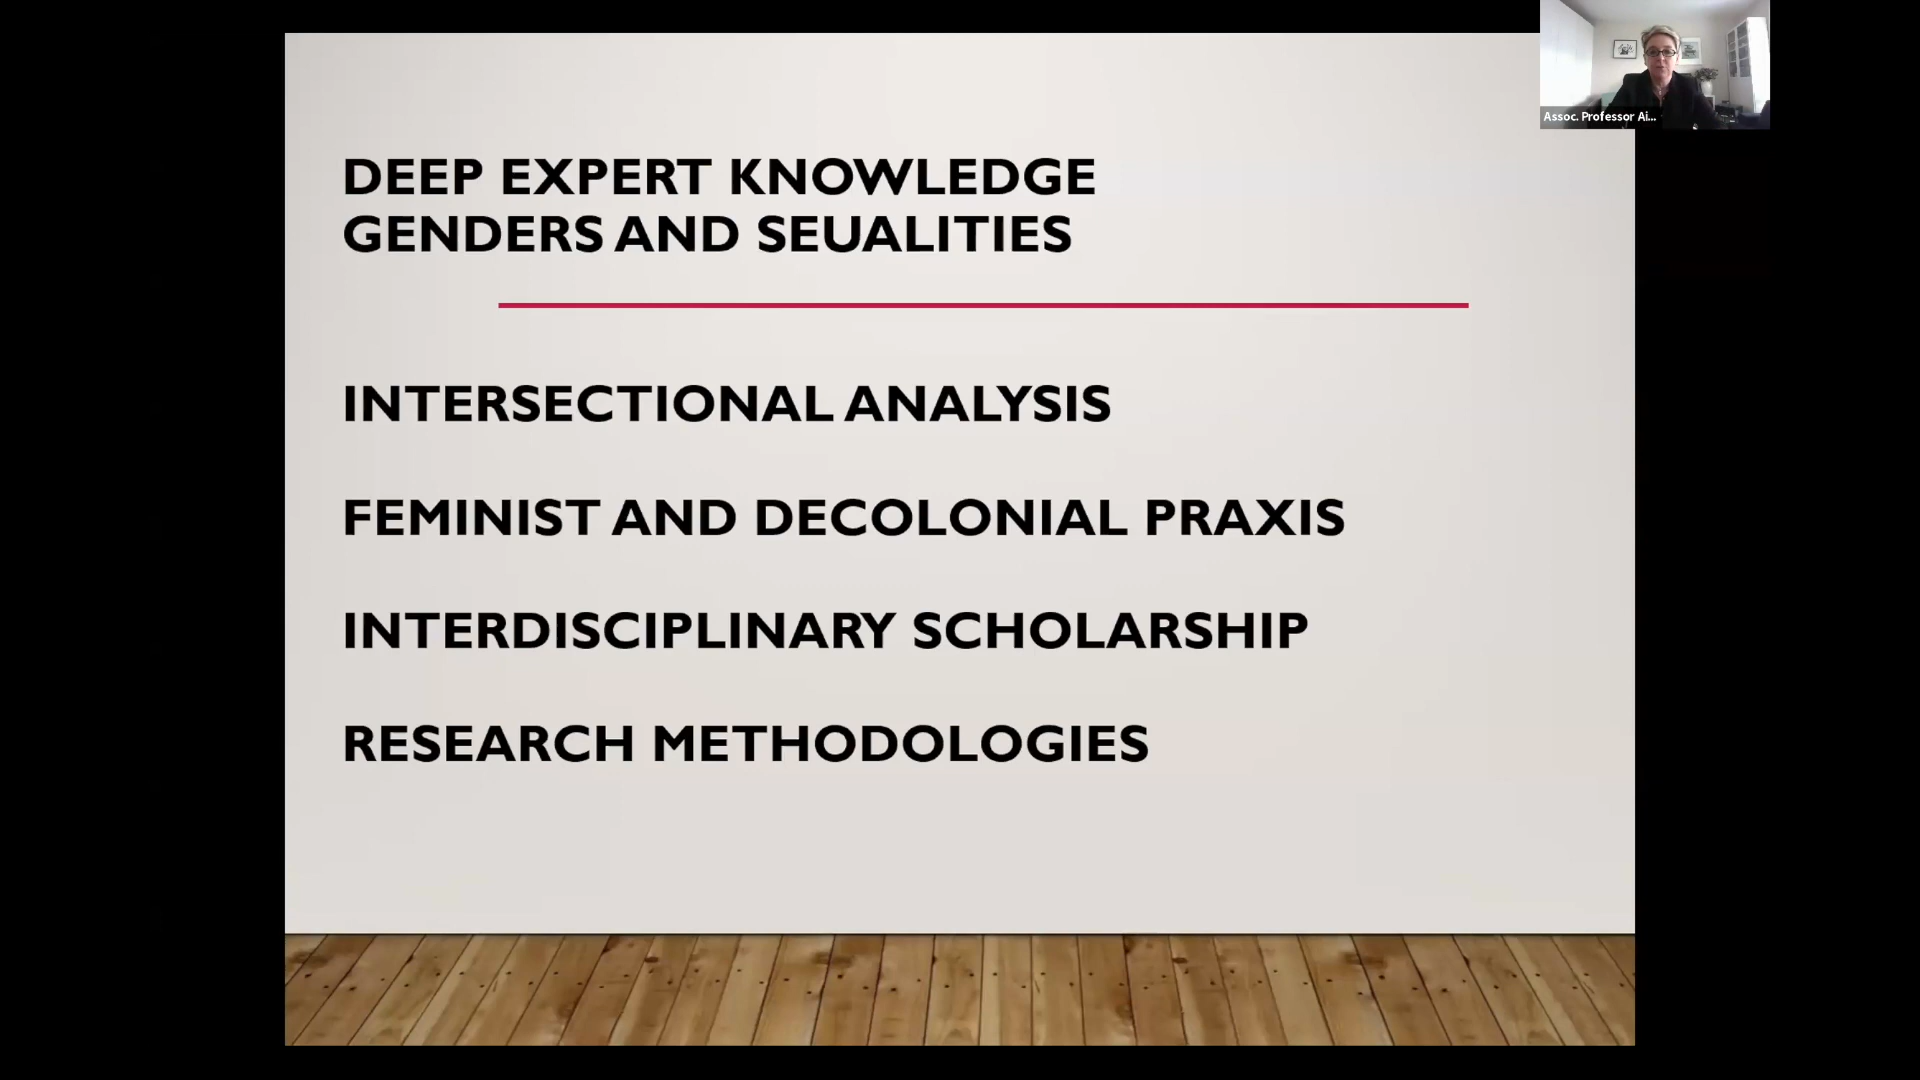 DEEP EXPERT KNOWLEDGE
GENDERS AND SEUALITIES
INTERSECTIONAL ANALYSIS
FEMINIST AND DECOLONIAL PRAXIS
INTERDISCIPLINARY SCHOLARSHIP
RESEARCH METHODOLOGIES
Assoc. Professor Ai...